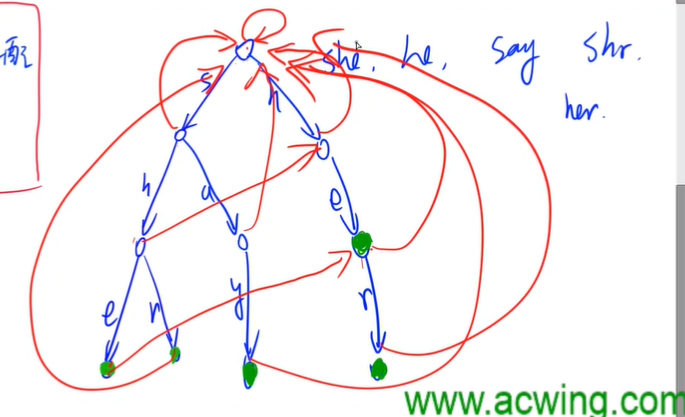 配
she, he, say shr.
her.
s
h
h
a
e
e
r
y
r
www.acwing.com